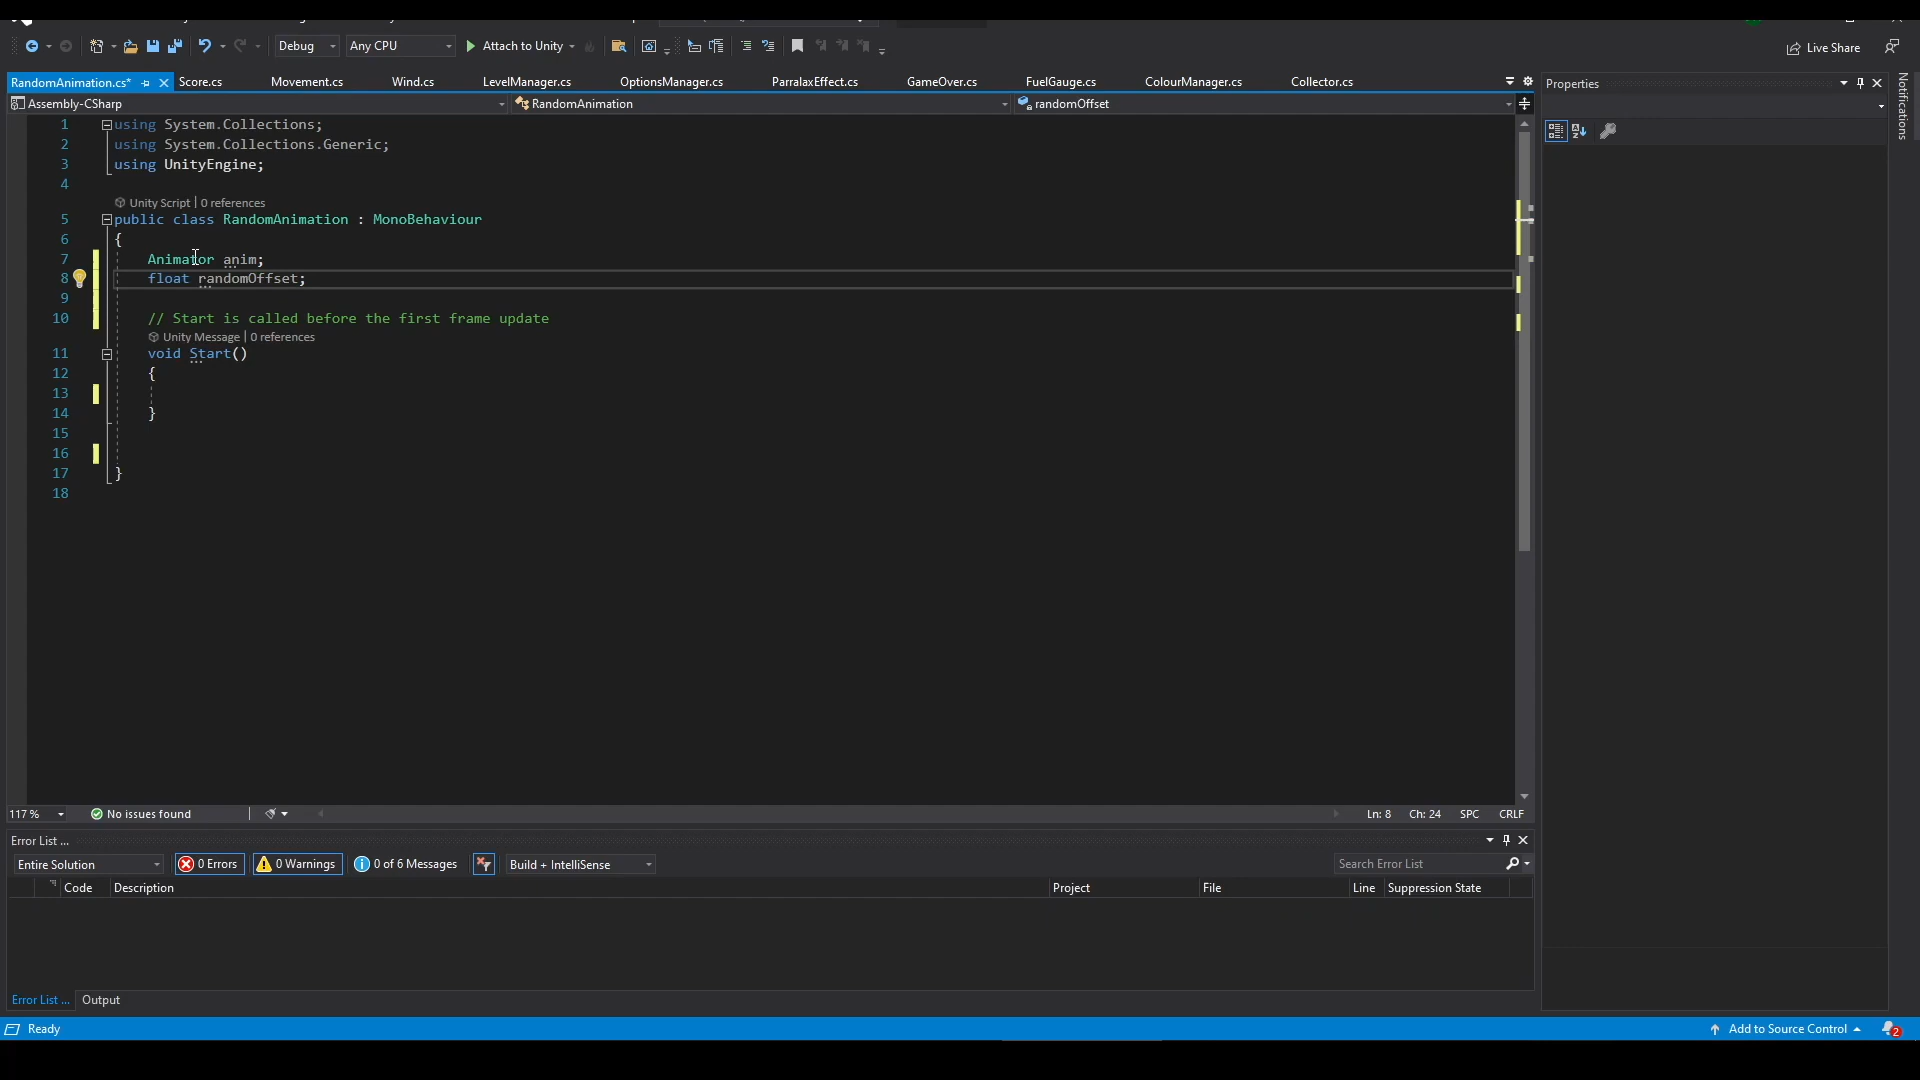 Debug Any CPU Attach to Unity Live Share
RandomAnimation.cs* Score.cs Movement.cs Wind.cs LevelManager.cs OptionsManager.cs ParralaxEffect.cs GameOver.cs FuelGauge.cs ColourManager.cs Collector.cs
Assembly-CSharp RandomAnimation randomOffset
1 using System.Collections;
2 using System.Collections.Generic;
3 using UnityEngine;
4
Unity Script | 0 references
5 public class RandomAnimation : MonoBehaviour
6 {
7 Animator anim;
8 float randomOffset;
9
10 // Start is called before the first frame update
Unity Message | 0 references
11 void Start()
12 {
13
14 }
15
16
17 }
18
117 % No issues found Ln: 8 Ch: 24 SPC CRLF
Error List ...
Entire Solution 0 Errors 0 Warnings 0 of 6 Messages Build + IntelliSense Search Error List
Code Description Project File Line Suppression State
Error List ... Output
Ready Add to Source Control 2
Properties
Notifications